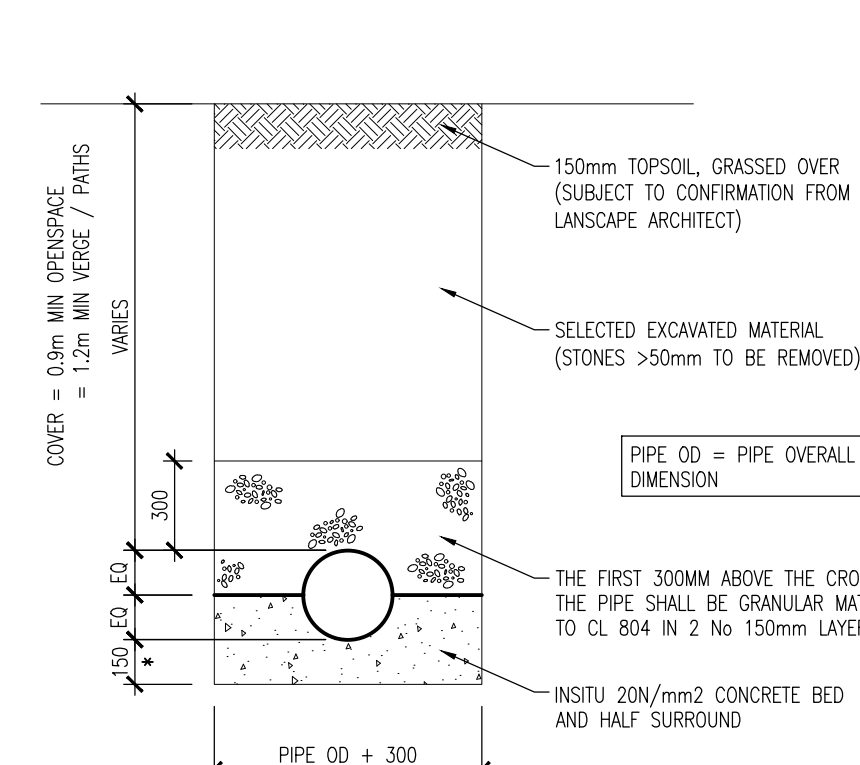 150mm TOPSOIL, GRASSED OVER
(SUBJECT TO CONFIRMATION FROM
LANSCAPE ARCHITECT)
COVER = 0.9m MIN OPENSPACE
= 1.2m MIN VERGE / PATHS
VARIES
SELECTED EXCAVATED MATERIAL
(STONES >50mm TO BE REMOVED)
PIPE OD = PIPE OVERALL
DIMENSION
300
EQ
EQ
150
*
THE FIRST 300MM ABOVE THE
THE PIPE SHALL BE GRANULAR
TO CL 804 IN 2 No 150mm
INSITU 20N/mm2 CONCRETE BED
AND HALF SURROUND
PIPE OD + 300